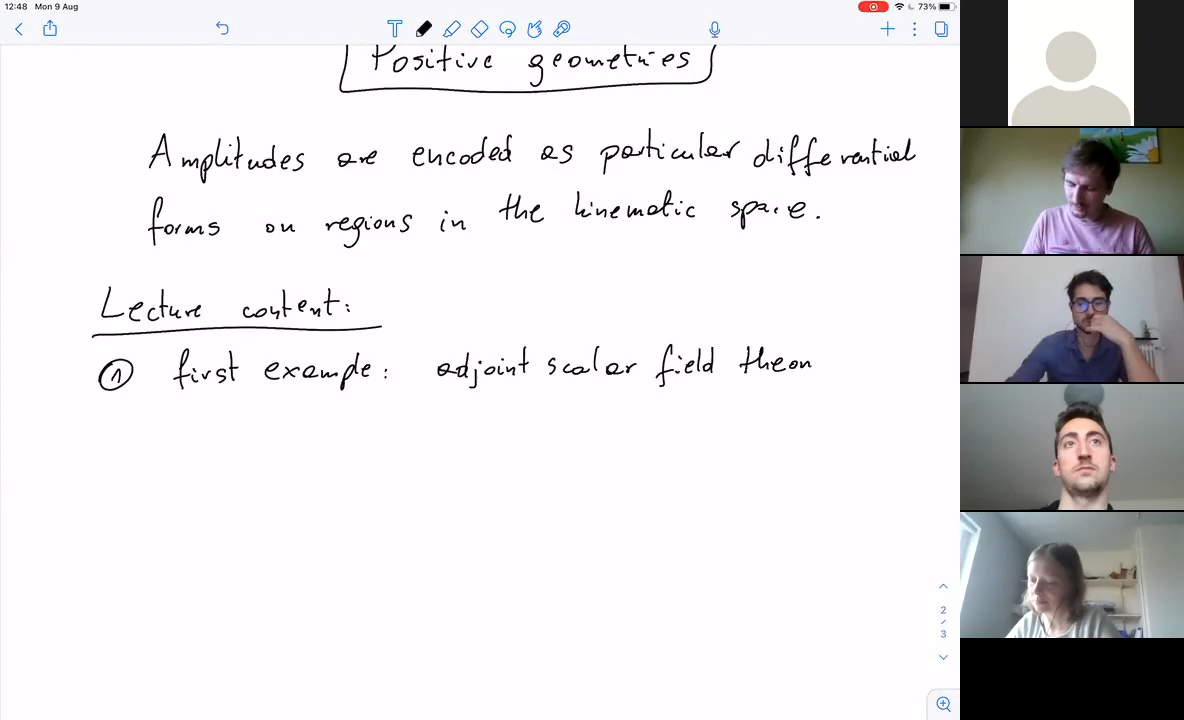 12:48 Mon 9 Aug
73%
Positive geometries
Amplitudes are encoded as particular differential
forms on regions in the kinematic space.
Lecture content:
1 first example: adjoint scalar field theor
2
3